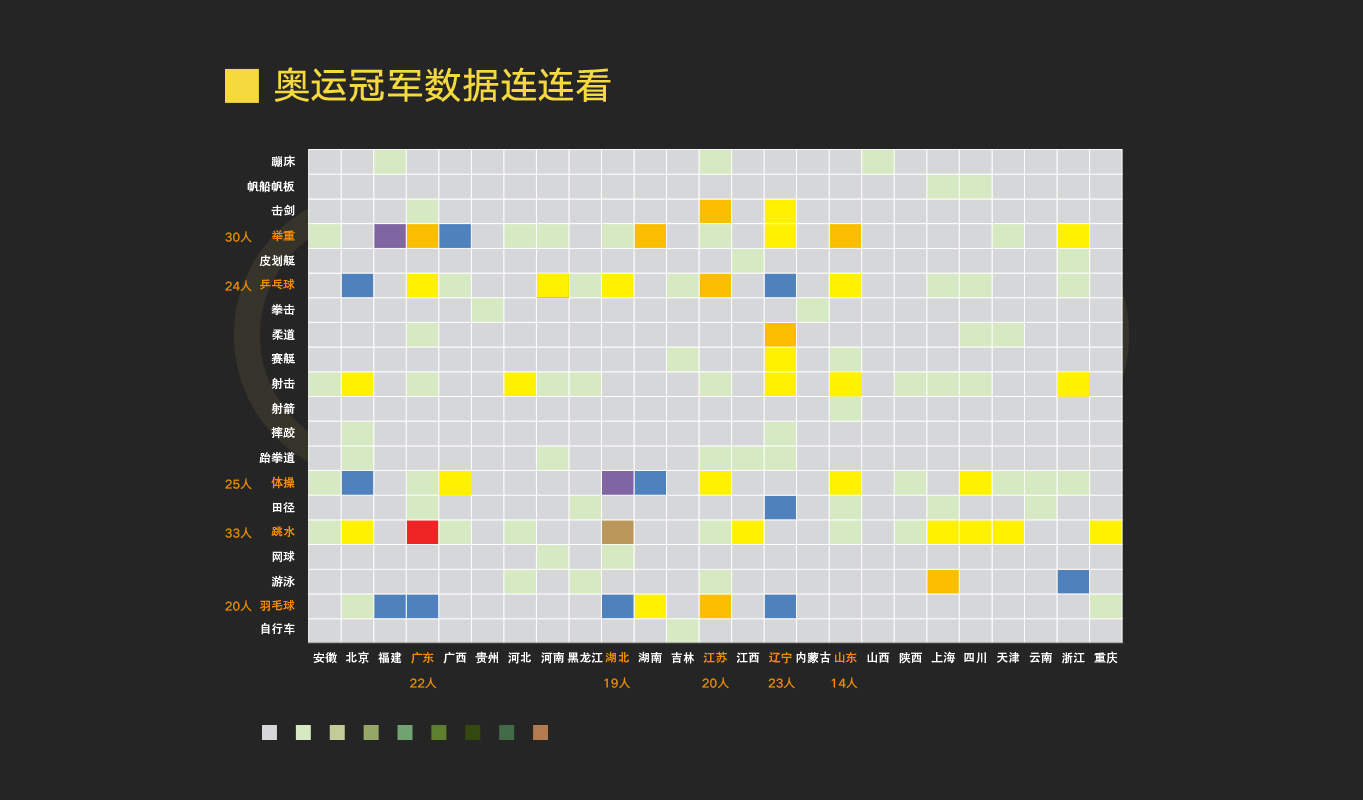 奥运冠军数据连连看
蹦床
帆船帆板
击剑
30人 举重
皮划艇
24人 乒乓球
拳击
柔道
赛艇
射击
射箭
摔跤
跆拳道
25人 体操
田径
33人 跳水
网球
游泳
20人 羽毛球
自行车
安徽 北京 福建 广东 广西 贵州 河北 河南 黑龙江 湖北 湖南 吉林 江苏 江西 辽宁 内蒙古 山东 山西 陕西 上海 四川 天津 云南 浙江 重庆
22人 19人 20人 23人 14人